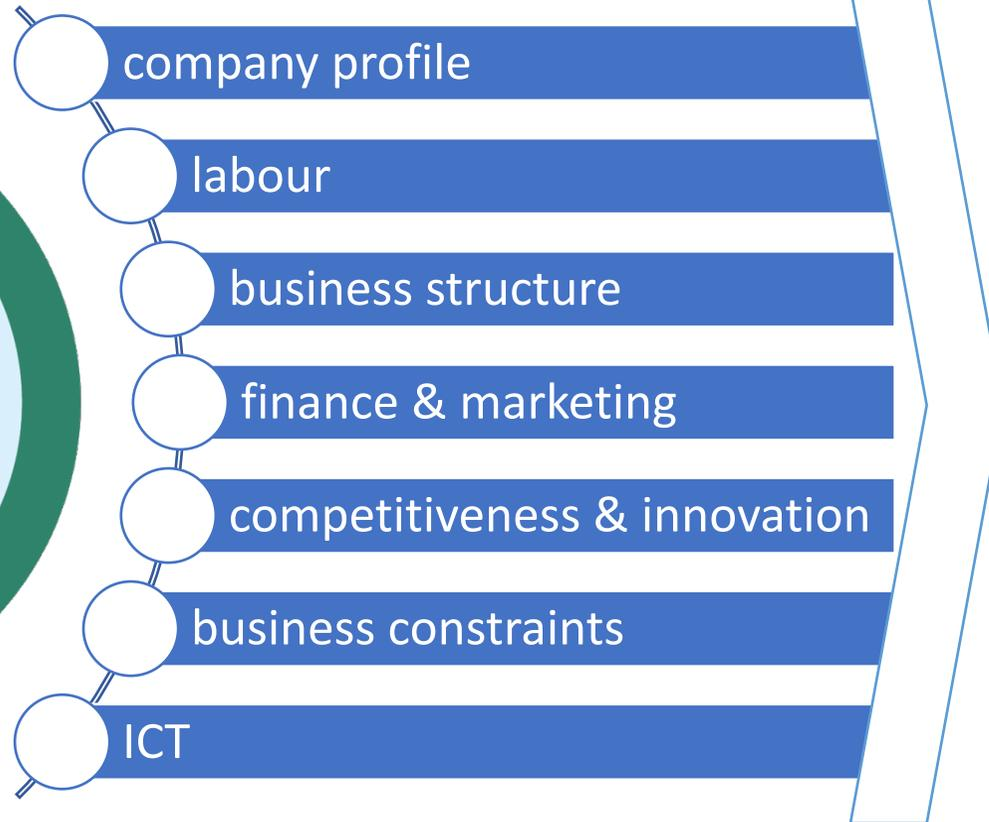 company profile
labour
business structure
finance & marketing
competitiveness & innovation
business constraints
ICT